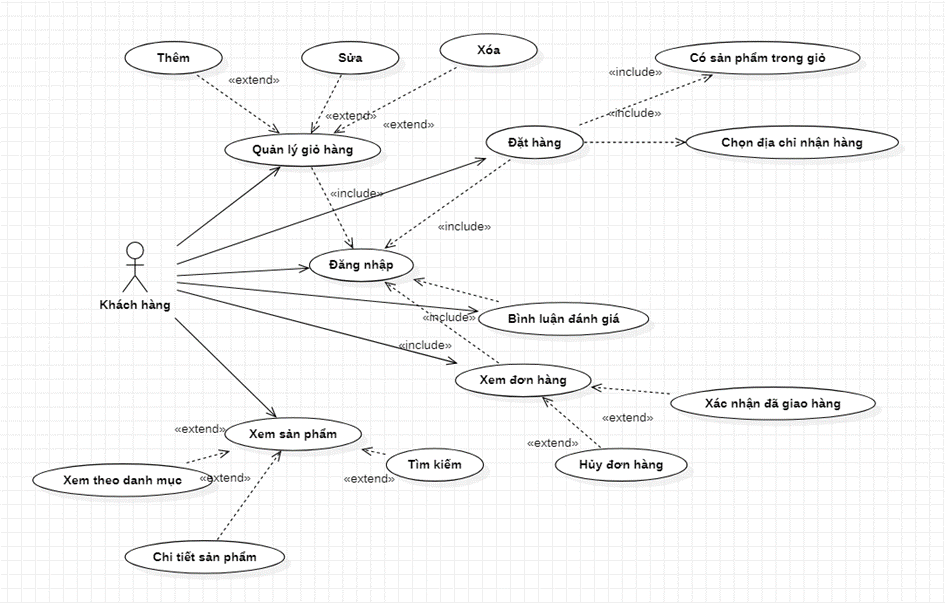 Thêm
Sửa
Xóa
Có sản phẩm trong giỏ
«extend»
«include»
«extend»
«extend»
«include»
Quản lý giỏ hàng
Đặt hàng
Chọn địa chỉ nhận hàng
«include»
«include»
Đăng nhập
Khách hàng
«include»
Bình luận đánh giá
«include»
Xem đơn hàng
Xác nhận đã giao hàng
«extend»
«extend»
Xem sản phẩm
«extend»
Tìm kiếm
Hủy đơn hàng
Xem theo danh mục
«extend»
«extend»
Chi tiết sản phẩm